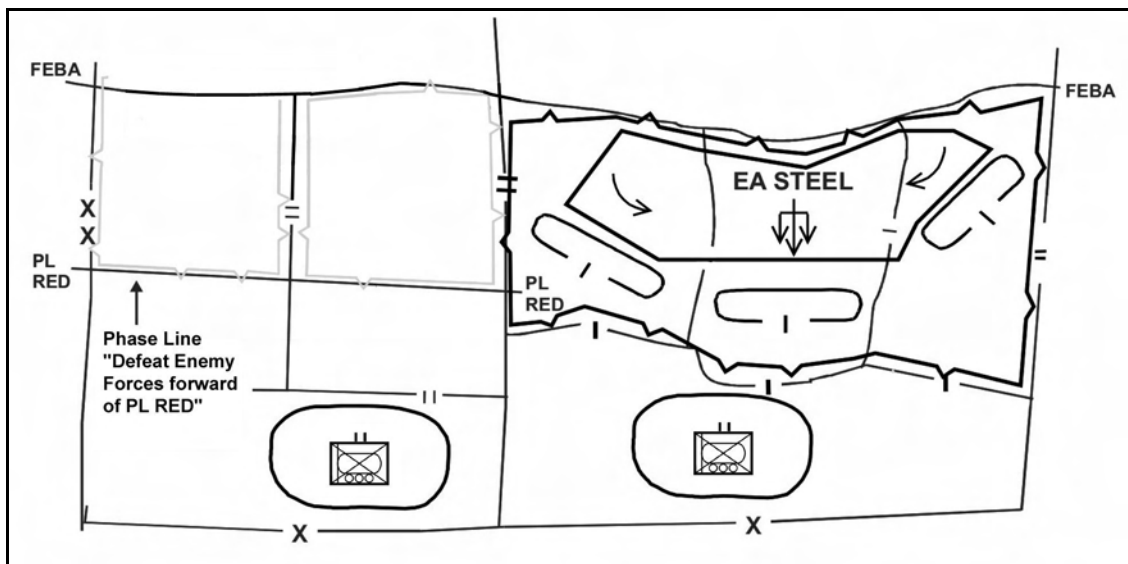 FEBA
FEBA
EA STEEL
X
X
PL
RED
PL
RED
Phase Line
"Defeat Enemy
Forces forward
of PL RED"
X
X